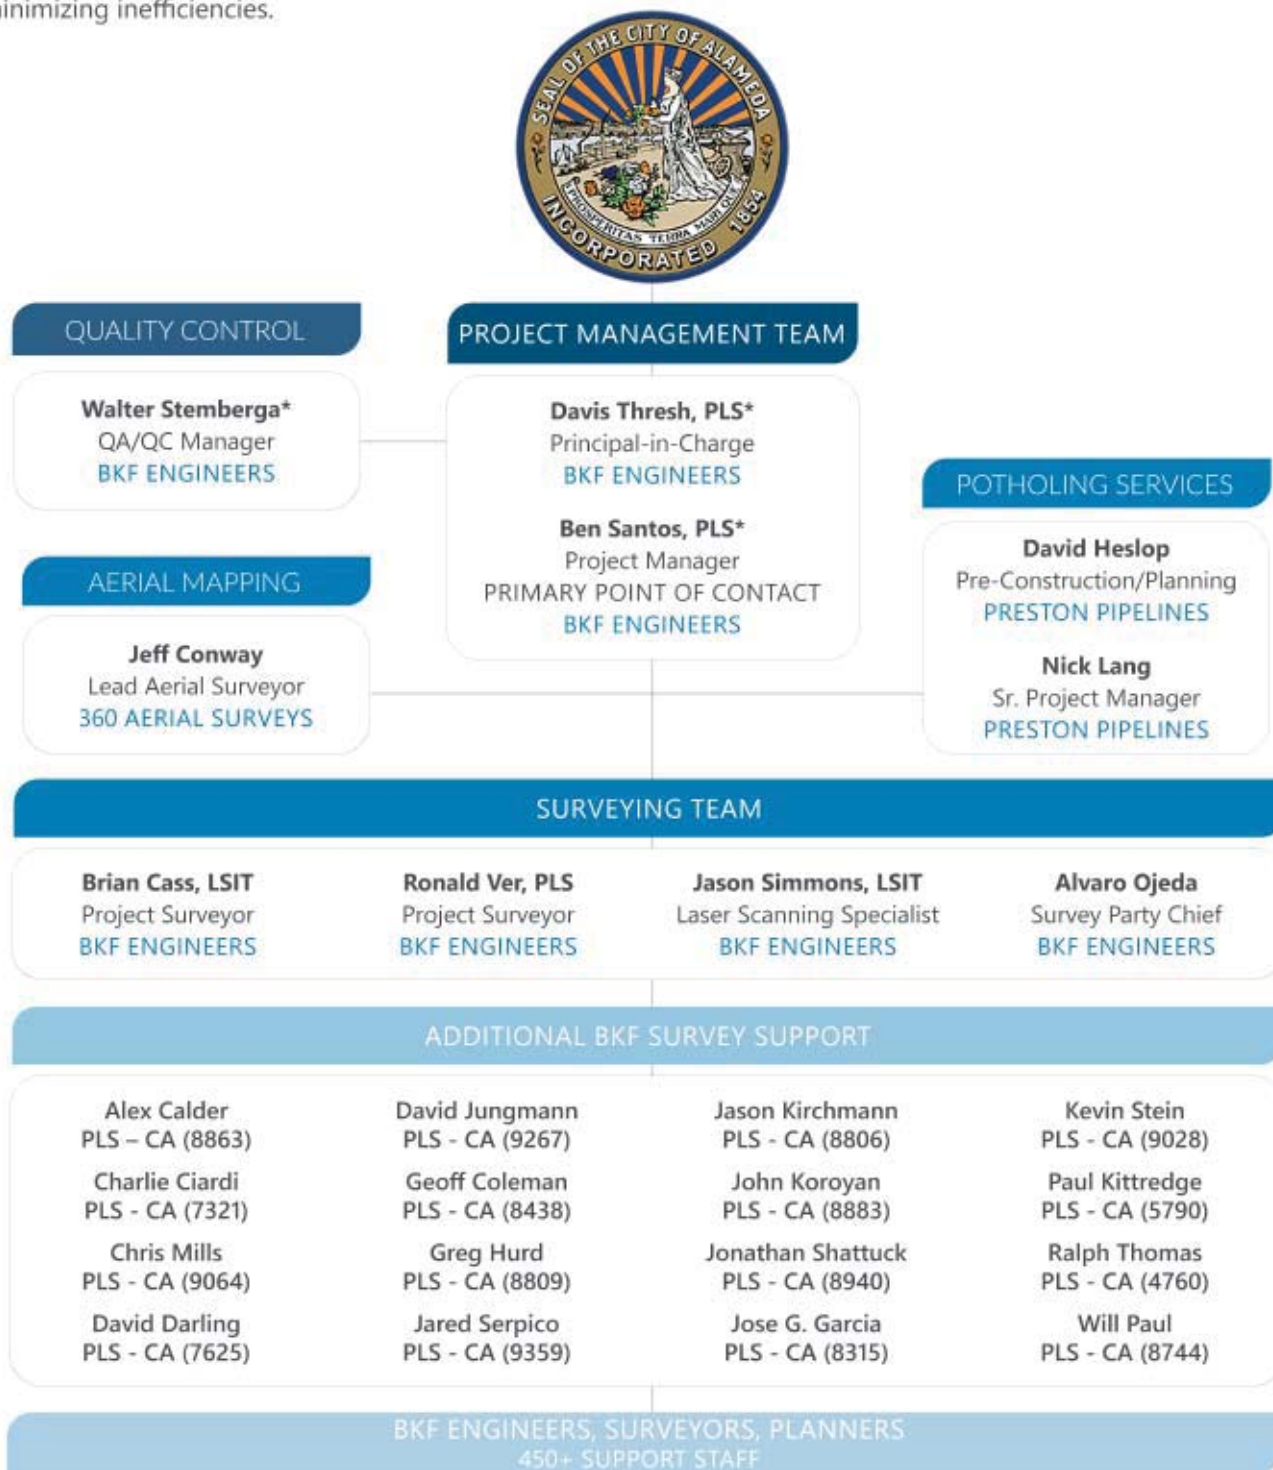 minimizing inefficiencies.
SEAL OF THE CITY OF ALAMEDA
PROSPERITAS TERRA MARI QUE
INCORPORATED 1854
QUALITY CONTROL
Walter Stemberga*
QA/QC Manager
BKF ENGINEERS
PROJECT MANAGEMENT TEAM
Davis Thresh, PLS*
Principal-in-Charge
BKF ENGINEERS
Ben Santos, PLS*
Project Manager
PRIMARY POINT OF CONTACT
BKF ENGINEERS
AERIAL MAPPING
Jeff Conway
Lead Aerial Surveyor
360 AERIAL SURVEYS
POTHOLING SERVICES
David Heslop
Pre-Construction/Planning
PRESTON PIPELINES
Nick Lang
Sr. Project Manager
PRESTON PIPELINES
SURVEYING TEAM
Brian Cass, LSIT
Project Surveyor
BKF ENGINEERS
Ronald Ver, PLS
Project Surveyor
BKF ENGINEERS
Jason Simmons, LSIT
Laser Scanning Specialist
BKF ENGINEERS
Alvaro Ojeda
Survey Party Chief
BKF ENGINEERS
ADDITIONAL BKF SURVEY SUPPORT
Alex Calder
PLS – CA (8863)
Charlie Ciardi
PLS - CA (7321)
Chris Mills
PLS - CA (9064)
David Darling
PLS - CA (7625)
David Jungmann
PLS - CA (9267)
Geoff Coleman
PLS - CA (8438)
Greg Hurd
PLS - CA (8809)
Jared Serpico
PLS - CA (9359)
Jason Kirchmann
PLS - CA (8806)
John Koroyan
PLS - CA (8883)
Jonathan Shattuck
PLS - CA (8940)
Jose G. Garcia
PLS - CA (8315)
Kevin Stein
PLS - CA (9028)
Paul Kittredge
PLS - CA (5790)
Ralph Thomas
PLS - CA (4760)
Will Paul
PLS - CA (8744)
BKF ENGINEERS, SURVEYORS, PLANNERS
450+ SUPPORT STAFF